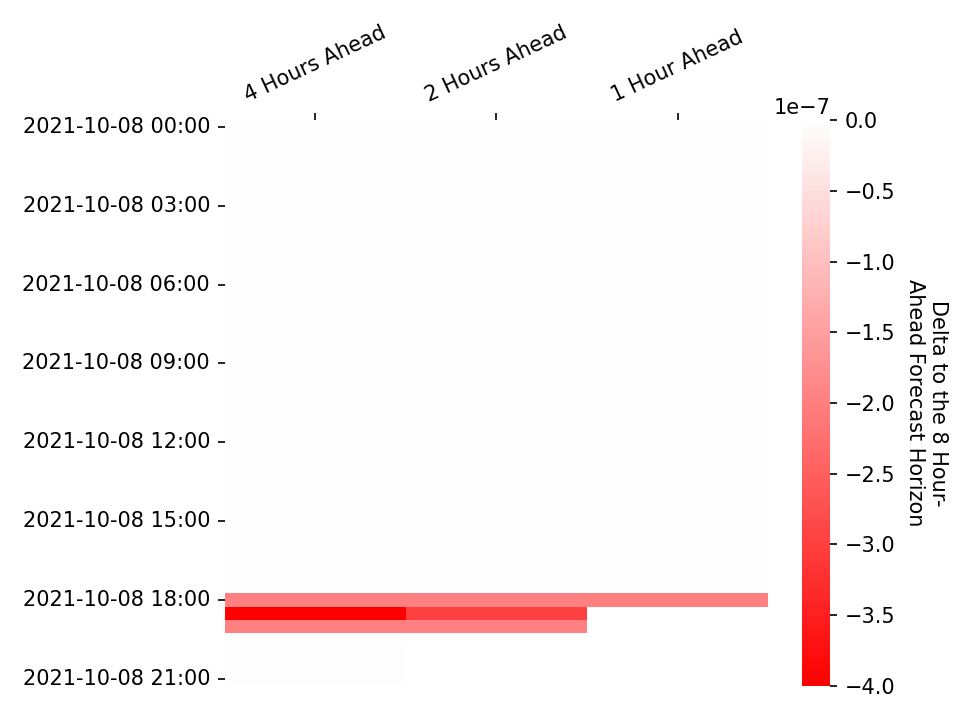 4 Hours Ahead
2 Hours Ahead
1 Hour Ahead
1e−7
2021-10-08 00:00
2021-10-08 03:00
2021-10-08 06:00
2021-10-08 09:00
2021-10-08 12:00
2021-10-08 15:00
2021-10-08 18:00
2021-10-08 21:00
0.0
−0.5
−1.0
−1.5
−2.0
−2.5
−3.0
−3.5
−4.0
Delta to the 8 Hour-
Ahead Forecast Horizon